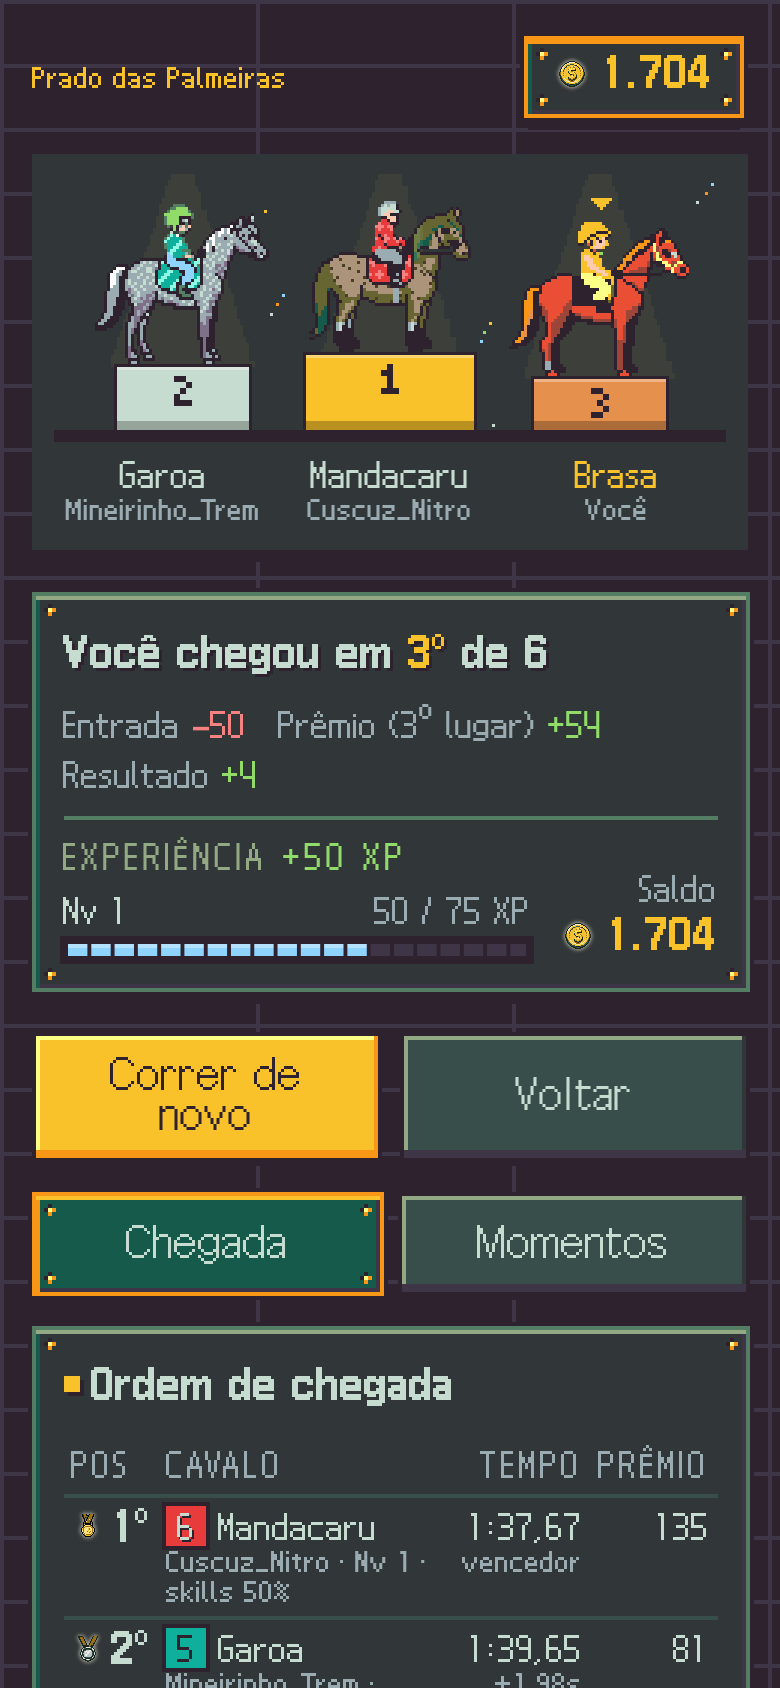 Prado das Palmeiras
1.704
2
1
3
Garoa
Mineirinho_Trem
Mandacaru
Cuscuz_Nitro
Brasa
Você
Você chegou em 3º de 6
Entrada -50 Prêmio (3º lugar) +54
Resultado +4
EXPERIÊNCIA +50 XP
Nv 1 50 / 75 XP
Saldo
1.704
Correr de
novo
Voltar
Chegada
Momentos
Ordem de chegada
POS CAVALO TEMPO PRÊMIO
1º 6 Mandacaru 1:37,67 135
Cuscuz_Nitro · Nv 1 · vencedor
skills 50%
2º 5 Garoa 1:39,65 81
Mineirinho_Trem · +1,98s